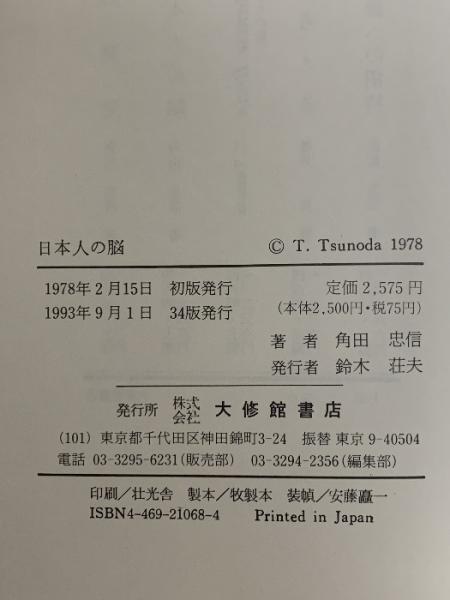 日本人の脳 © T. Tsunoda 1978
1978年2月15日 初版発行 定価2,575円
1993年9月1日 34版発行 (本体2,500円・税75円)
著者 角田 忠信
発行者 鈴木 荘夫
発行所 株式会社 大修館書店
(101) 東京都千代田区神田錦町3-24 振替 東京9-40504
電話 03-3295-6231(販売部) 03-3294-2356(編集部)
印刷/壮光舎 製本/牧製本 装幀/安藤矗一
ISBN4-469-21068-4 Printed in Japan